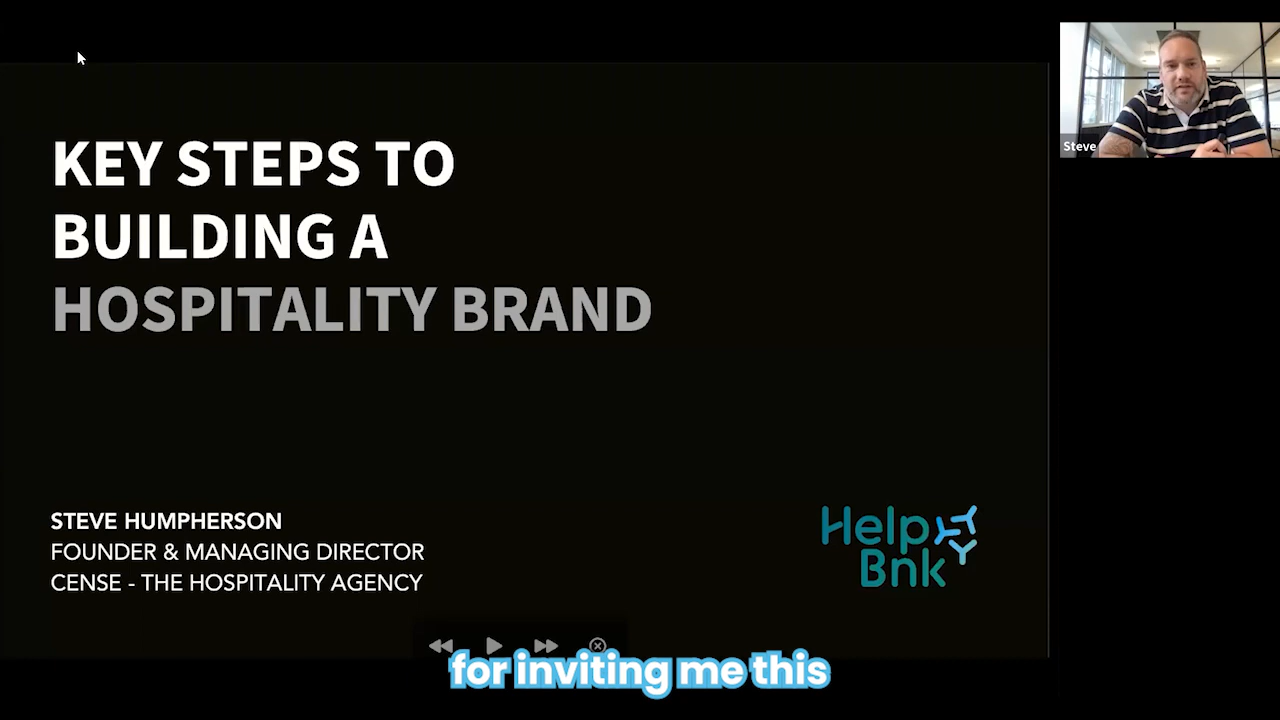 KEY STEPS TO
BUILDING A
HOSPITALITY BRAND
Steve
STEVE HUMPHERSON
FOUNDER & MANAGING DIRECTOR
CENSE - THE HOSPITALITY AGENCY
Help
Bnk
for inviting me this